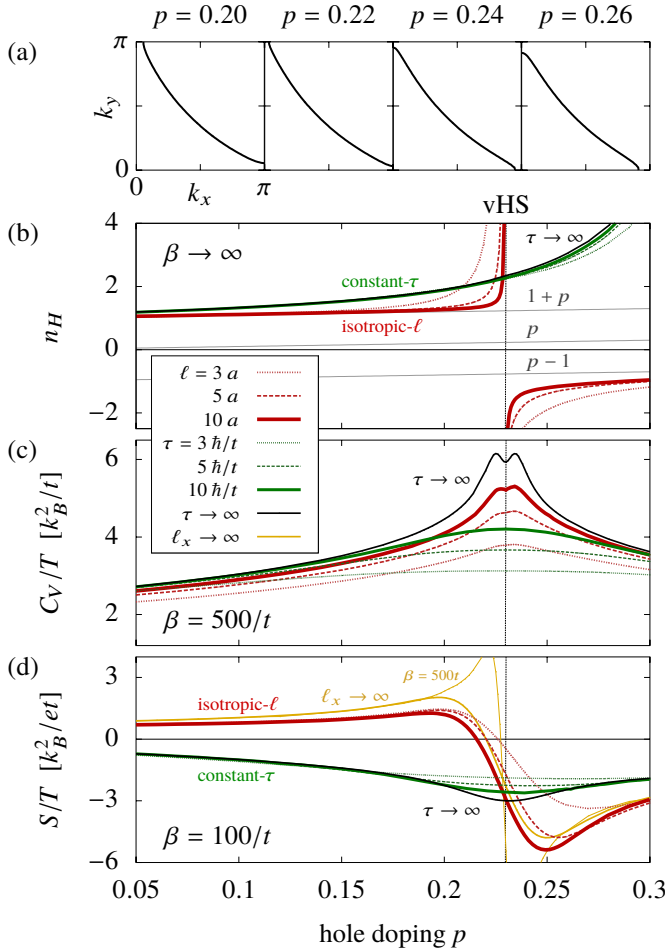 p = 0.20 p = 0.22 p = 0.24 p = 0.26
(a)
π
k_y
0
0 k_x π
vHS
(b)
4
2
0
−2
n_H
β → ∞
τ → ∞
constant-τ
isotropic-ℓ
1 + p
p
p − 1
ℓ = 3 a
5 a
10 a
τ = 3 ℏ/t
5 ℏ/t
10 ℏ/t
τ → ∞
ℓ_x → ∞
(c)
6
4
2
C_V/T [k_B^2/t]
τ → ∞
β = 500/t
(d)
3
0
−3
−6
S/T [k_B^2/et]
β = 500t
isotropic-ℓ
ℓ_x → ∞
constant-τ
τ → ∞
β = 100/t
0.05 0.1 0.15 0.2 0.25 0.3
hole doping p